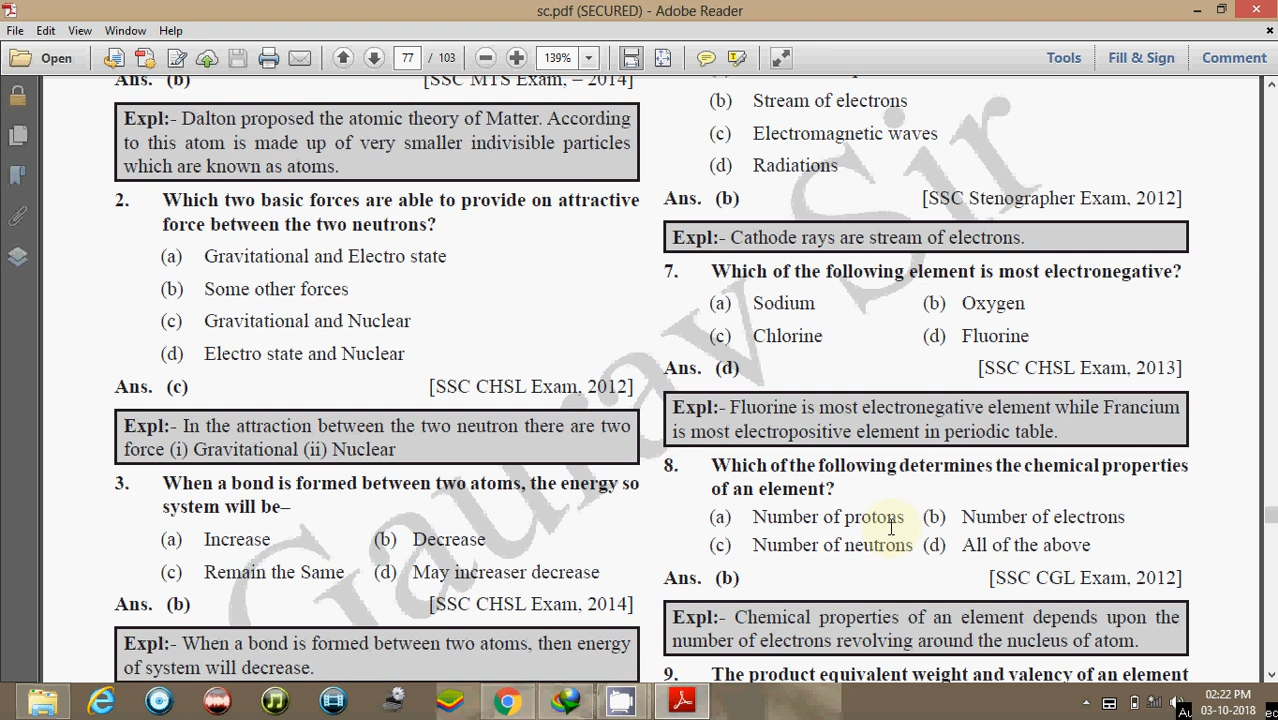 sc.pdf (SECURED) - Adobe Reader
File Edit View Window Help
Open 77 / 103 139% Tools Fill & Sign Comment
Ans. (b) [SSC MTS Exam, – 2014]
Expl:- Dalton proposed the atomic theory of Matter. According
to this atom is made up of very smaller indivisible particles
which are known as atoms.
2. Which two basic forces are able to provide on attractive
force between the two neutrons?
(a) Gravitational and Electro state
(b) Some other forces
(c) Gravitational and Nuclear
(d) Electro state and Nuclear
Ans. (c) [SSC CHSL Exam, 2012]
Expl:- In the attraction between the two neutron there are two
force (i) Gravitational (ii) Nuclear
3. When a bond is formed between two atoms, the energy so
system will be–
(a) Increase (b) Decrease
(c) Remain the Same (d) May increaser decrease
Ans. (b) [SSC CHSL Exam, 2014]
Expl:- When a bond is formed between two atoms, then energy
of system will decrease.
(b) Stream of electrons
(c) Electromagnetic waves
(d) Radiations
Ans. (b) [SSC Stenographer Exam, 2012]
Expl:- Cathode rays are stream of electrons.
7. Which of the following element is most electronegative?
(a) Sodium (b) Oxygen
(c) Chlorine (d) Fluorine
Ans. (d) [SSC CHSL Exam, 2013]
Expl:- Fluorine is most electronegative element while Francium
is most electropositive element in periodic table.
8. Which of the following determines the chemical properties
of an element?
(a) Number of protons (b) Number of electrons
(c) Number of neutrons (d) All of the above
Ans. (b) [SSC CGL Exam, 2012]
Expl:- Chemical properties of an element depends upon the
number of electrons revolving around the nucleus of atom.
9. The product equivalent weight and valency of an element
Gaurav Sir
02:22 PM
03-10-2018